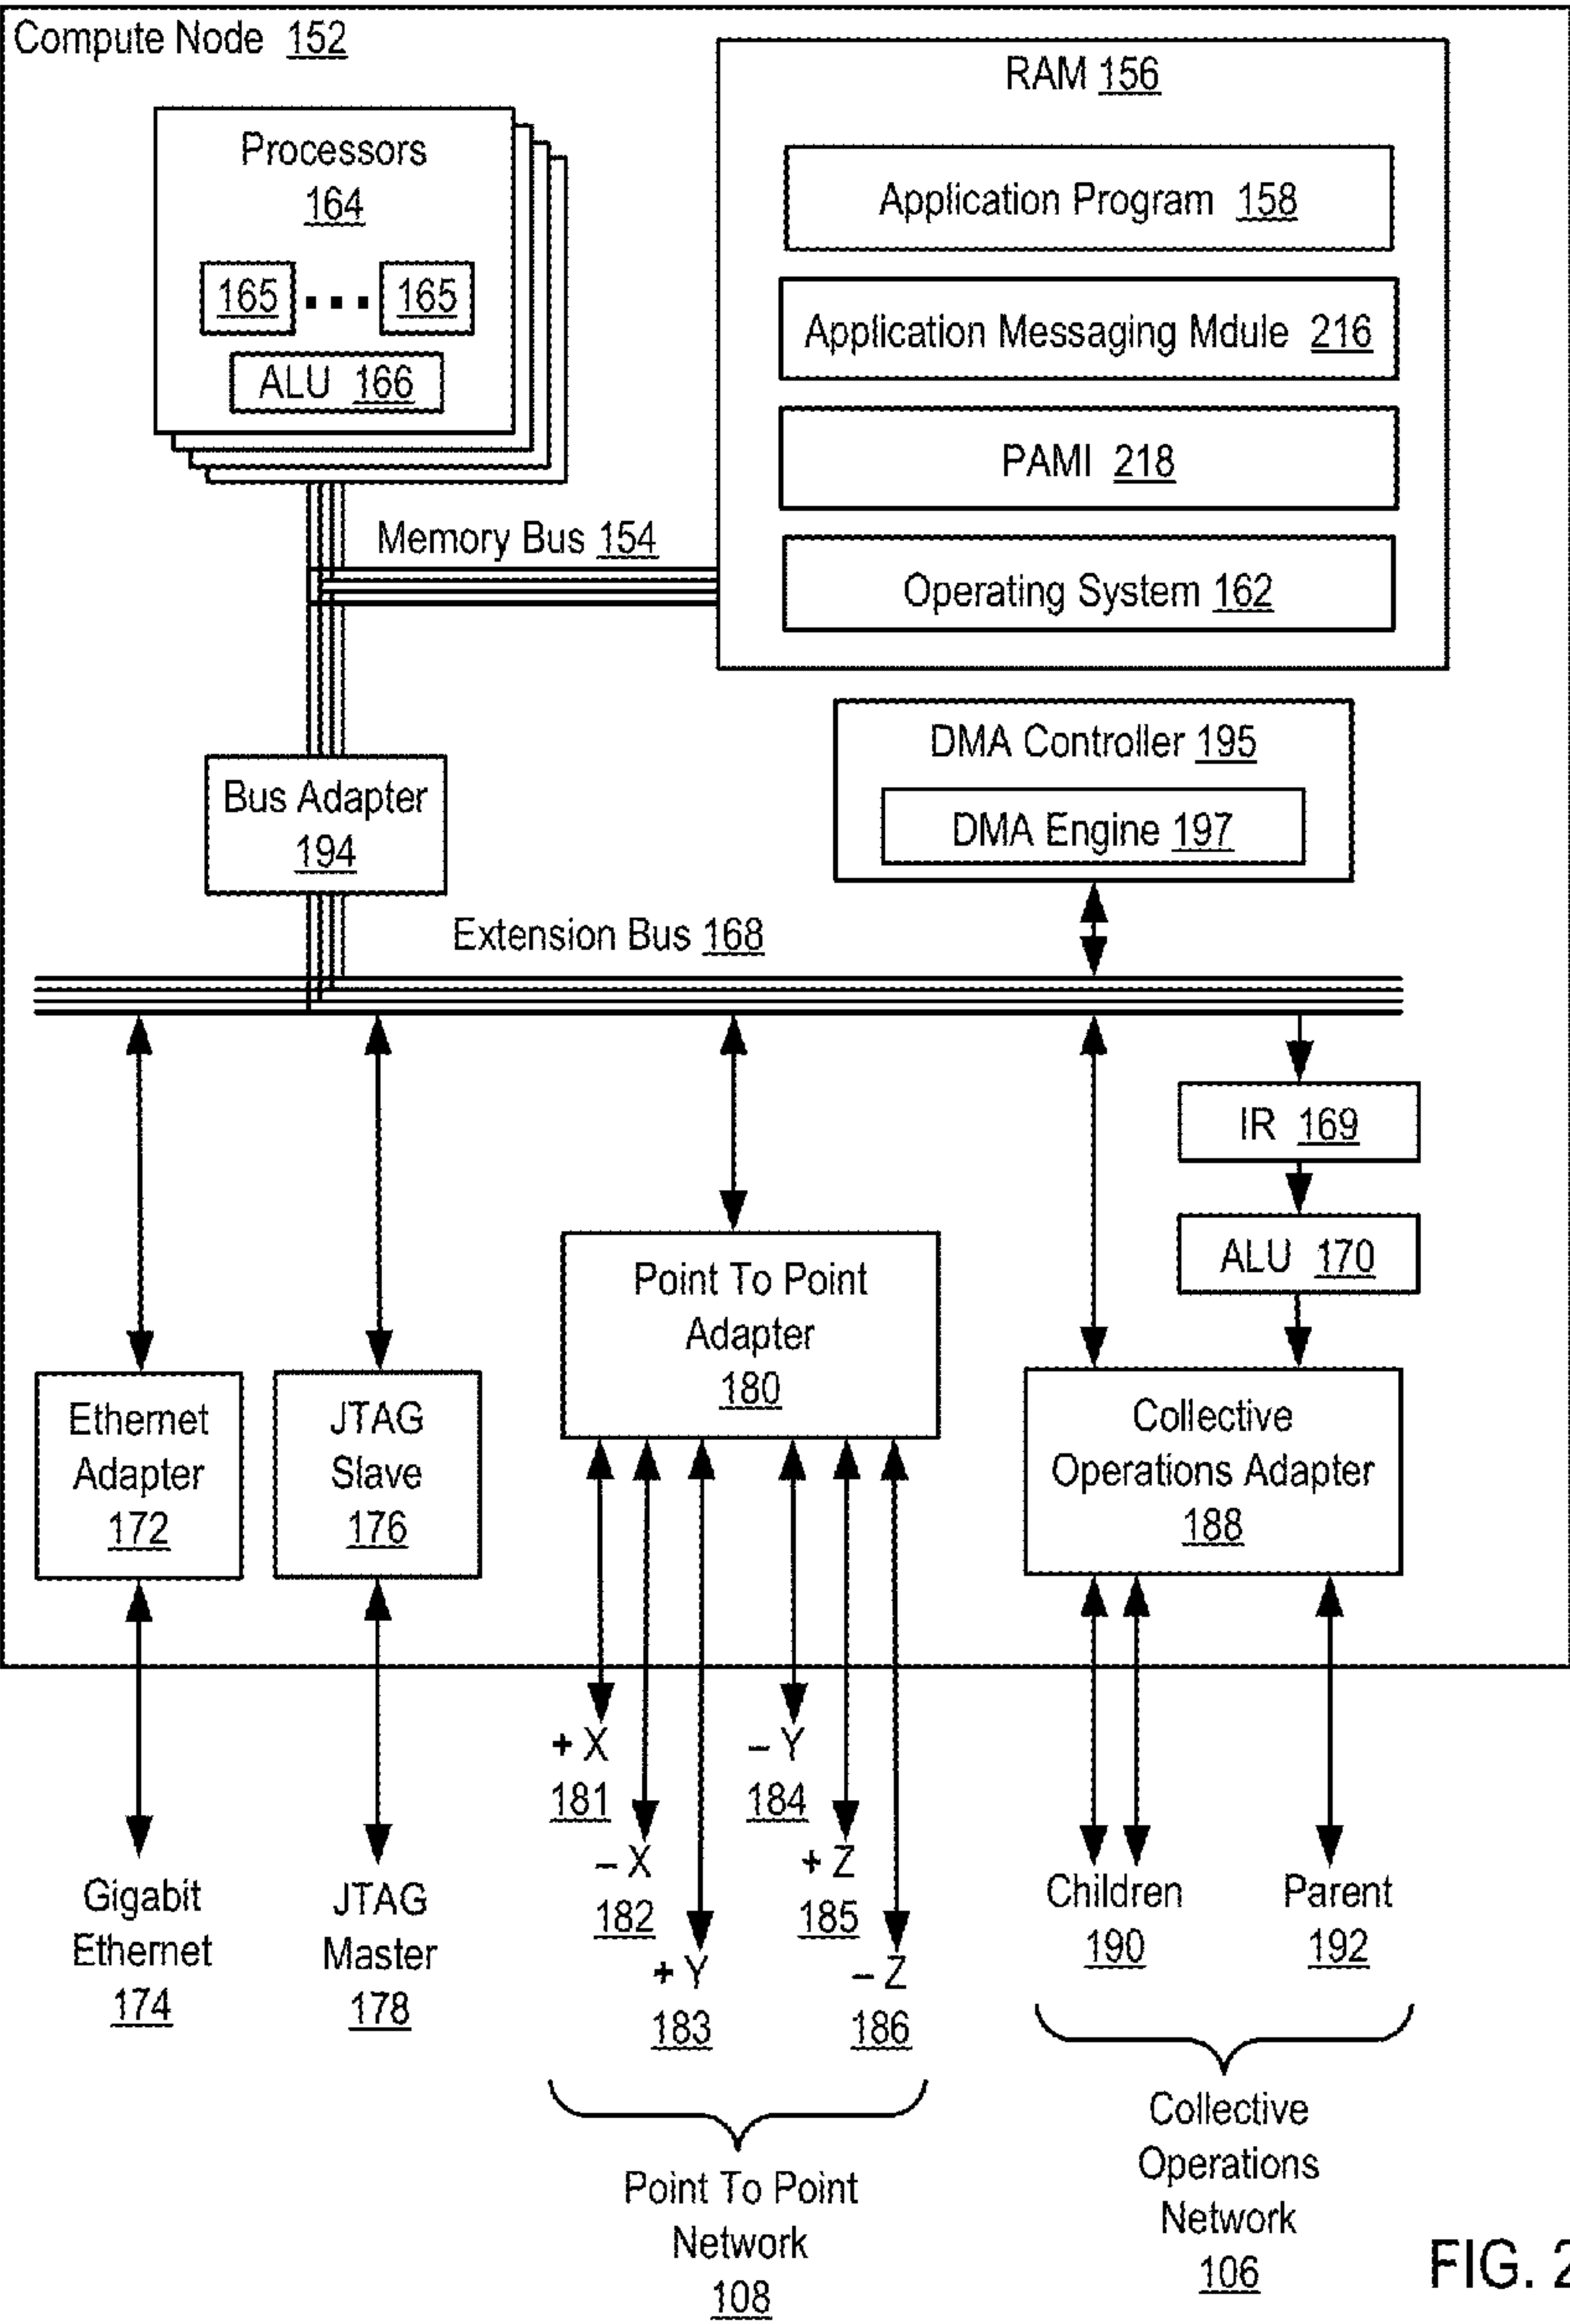 Compute Node 152
RAM 156
Processors
164
165 ... 165
ALU 166
Application Program 158
Application Messaging Mdule 216
PAMI 218
Operating System 162
Memory Bus 154
DMA Controller 195
DMA Engine 197
Bus Adapter
194
Extension Bus 168
IR 169
ALU 170
Point To Point
Adapter
180
Ethernet
Adapter
172
JTAG
Slave
176
Collective
Operations Adapter
188
+ X
181
– X
182
+ Y
183
– Y
184
+ Z
185
– Z
186
Gigabit
Ethernet
174
JTAG
Master
178
Children
190
Parent
192
Point To Point
Network
108
Collective
Operations
Network
106
FIG. 2